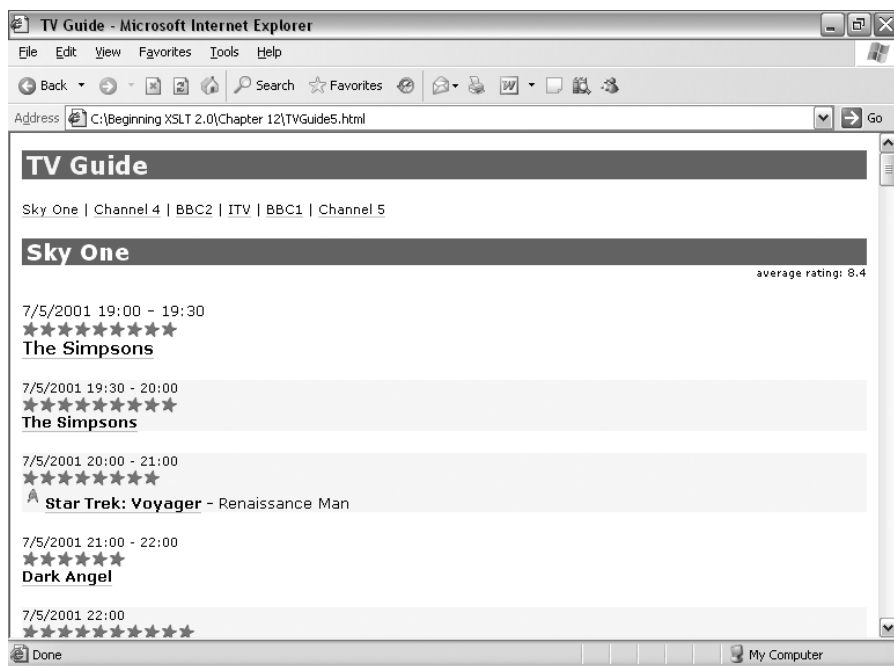 TV Guide - Microsoft Internet Explorer
File Edit View Favorites Tools Help
Back Search Favorites
Address C:\Beginning XSLT 2.0\Chapter 12\TVGuide5.html Go
TV Guide
Sky One | Channel 4 | BBC2 | ITV | BBC1 | Channel 5
Sky One
average rating: 8.4
7/5/2001 19:00 - 19:30
The Simpsons
7/5/2001 19:30 - 20:00
The Simpsons
7/5/2001 20:00 - 21:00
Star Trek: Voyager - Renaissance Man
7/5/2001 21:00 - 22:00
Dark Angel
7/5/2001 22:00
Done My Computer